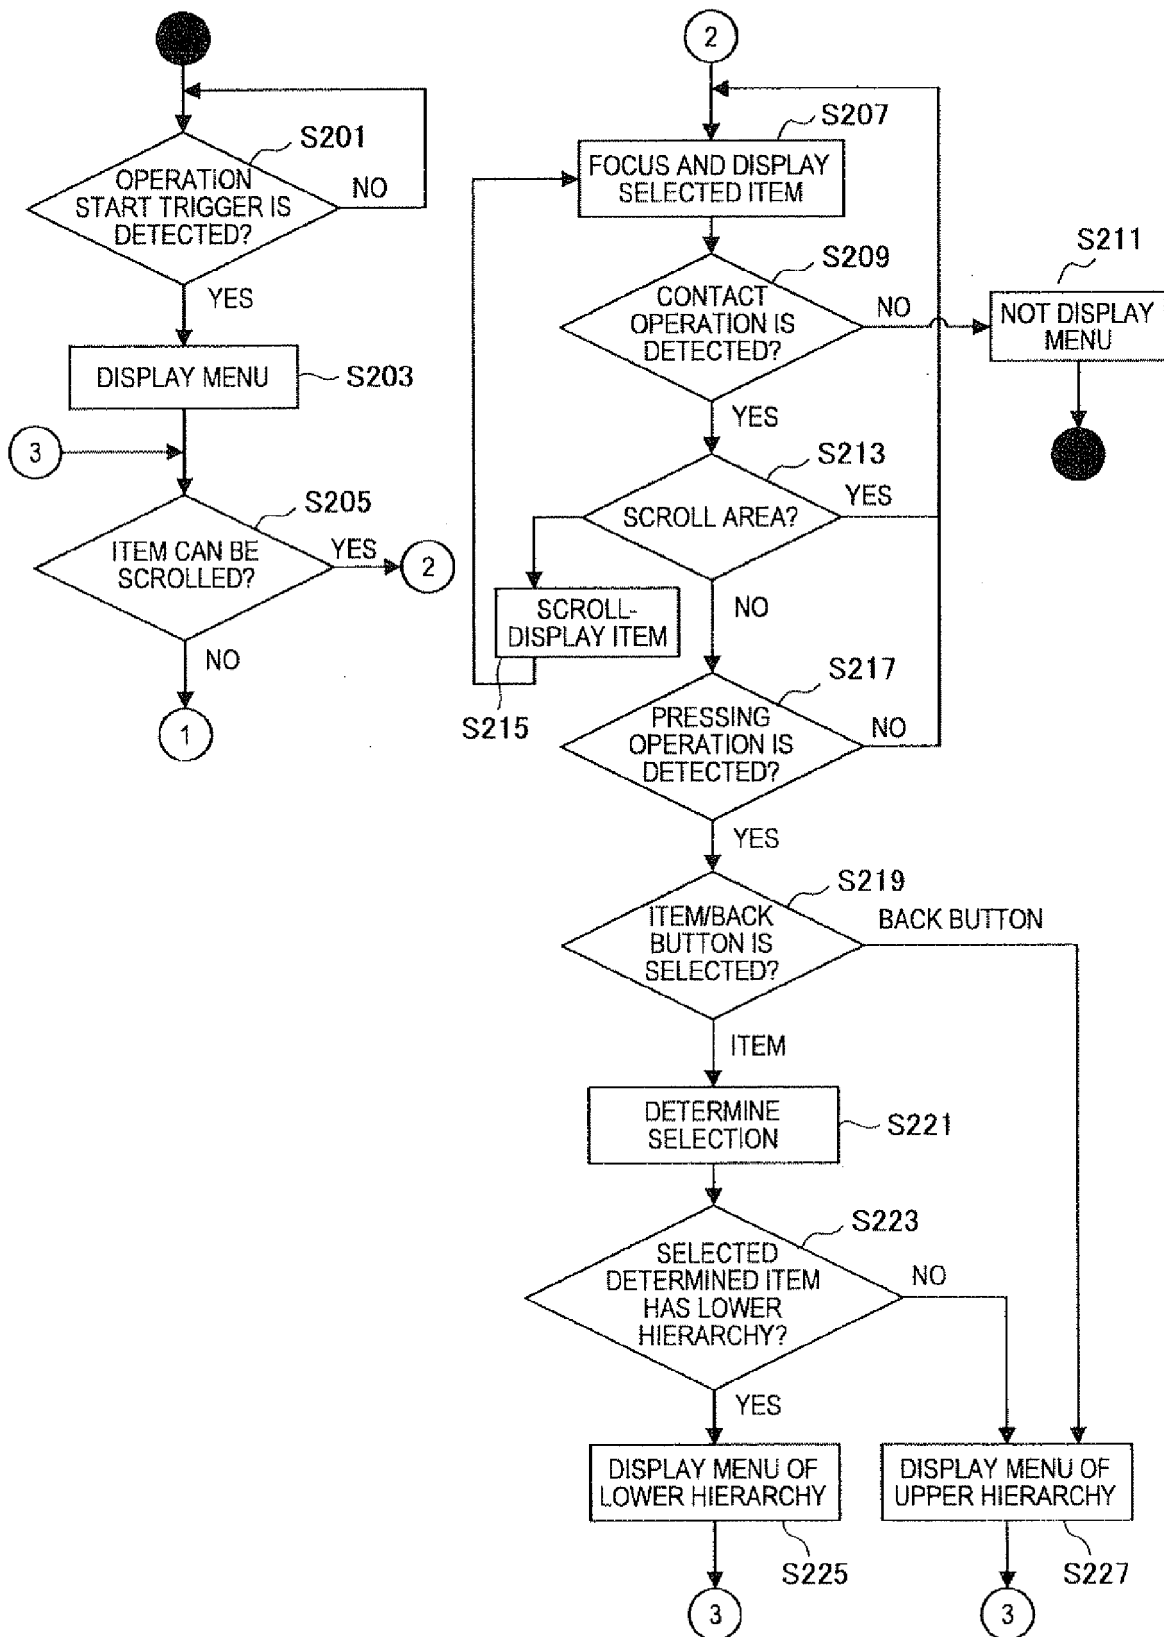 S201
OPERATION
START TRIGGER IS
DETECTED?
NO
YES
DISPLAY MENU
S203
3
S205
ITEM CAN BE
SCROLLED?
YES
2
NO
1
2
S207
FOCUS AND DISPLAY
SELECTED ITEM
S209
CONTACT
OPERATION IS
DETECTED?
NO
S211
NOT DISPLAY
MENU
YES
S213
SCROLL AREA?
YES
SCROLL-
DISPLAY ITEM
S215
NO
S217
PRESSING
OPERATION IS
DETECTED?
NO
YES
S219
ITEM/BACK
BUTTON IS
SELECTED?
BACK BUTTON
ITEM
DETERMINE
SELECTION
S221
S223
SELECTED
DETERMINED ITEM
HAS LOWER
HIERARCHY?
NO
YES
DISPLAY MENU OF
LOWER HIERARCHY
S225
DISPLAY MENU OF
UPPER HIERARCHY
S227
3
3